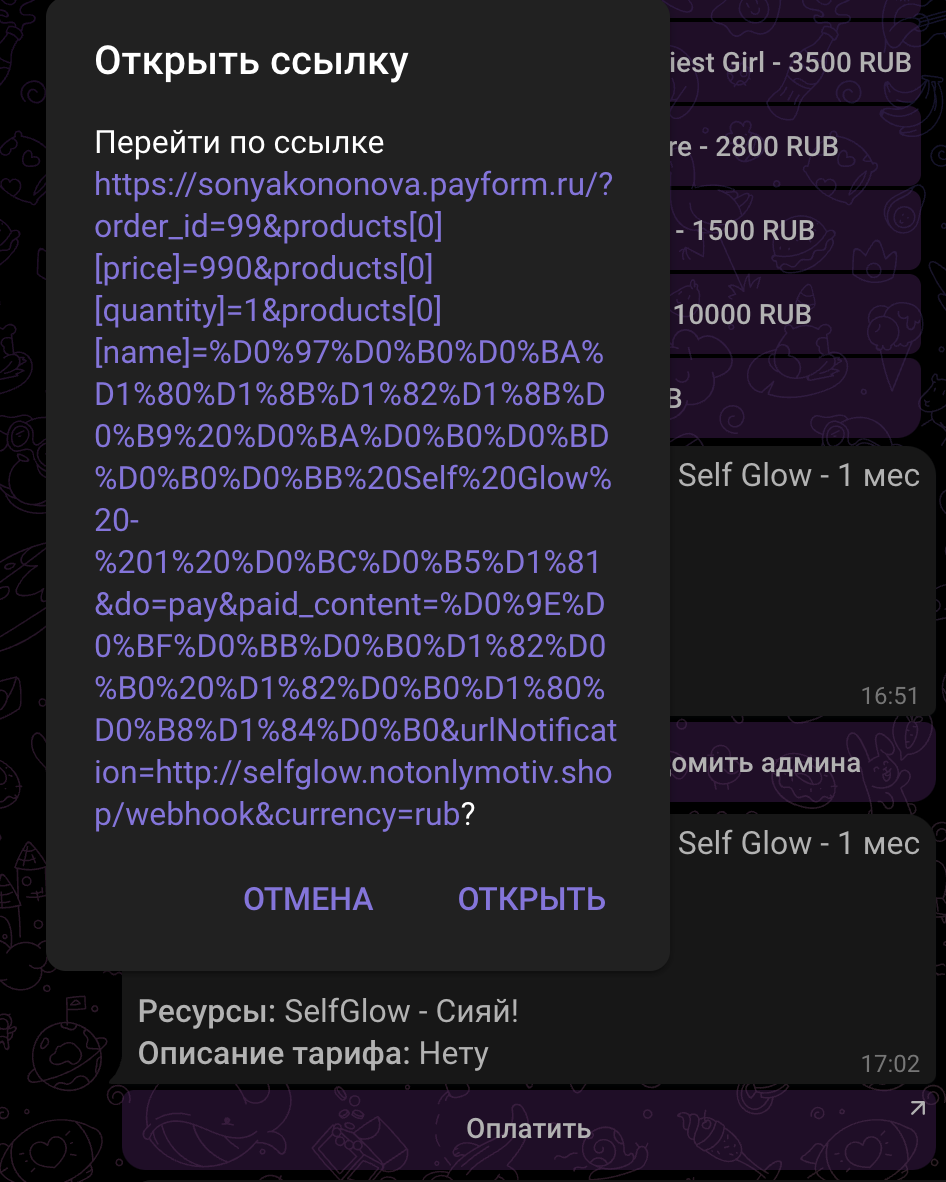 Открыть ссылку
Перейти по ссылке
https://sonyakononova.payform.ru/?
order_id=99&products[0]
[price]=990&products[0]
[quantity]=1&products[0]
[name]=%D0%97%D0%B0%D0%BA%
D1%80%D1%8B%D1%82%D1%8B%D
0%B9%20%D0%BA%D0%B0%D0%BD
%D0%B0%D0%BB%20Self%20Glow%
20-
%201%20%D0%BC%D0%B5%D1%81
&do=pay&paid_content=%D0%9E%D
0%BF%D0%BB%D0%B0%D1%82%D0
%B0%20%D1%82%D0%B0%D1%80%
D0%B8%D1%84%D0%B0&urlNotificat
ion=http://selfglow.notonlymotiv.sho
p/webhook&currency=rub?
ОТМЕНА ОТКРЫТЬ
iest Girl - 3500 RUB
re - 2800 RUB
- 1500 RUB
10000 RUB
B
Self Glow - 1 мес
16:51
омить админа
Self Glow - 1 мес
Ресурсы: SelfGlow - Сияй!
Описание тарифа: Нету
17:02
Оплатить